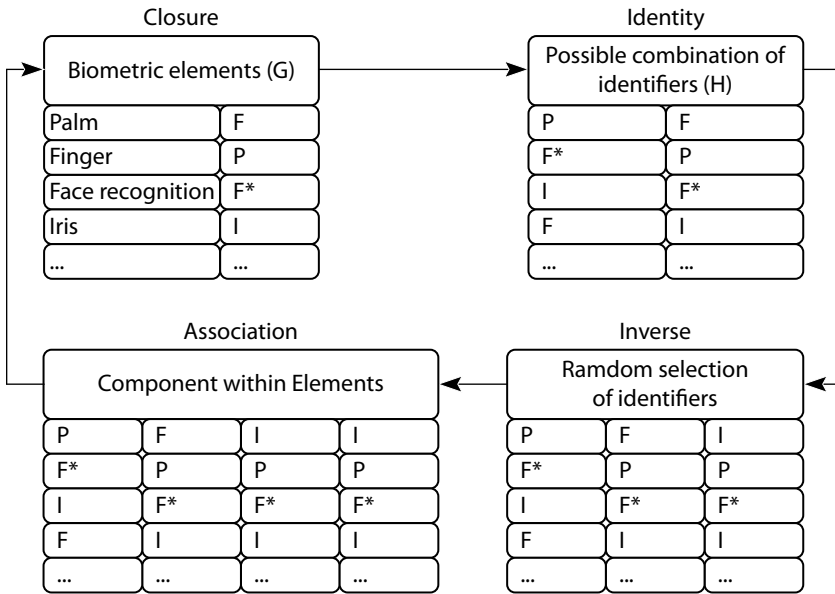 Closure
Biometric elements (G)
Palm F
Finger P
Face recognition F*
Iris I
... ...
Identity
Possible combination of
identifiers (H)
P F
F* P
I F*
F I
... ...
Association
Component within Elements
P F I I
F* P P P
I F* F* F*
F I I I
... ... ... ...
Inverse
Ramdom selection
of identifiers
P F I
F* P P
I F* F*
F I I
... ... ...